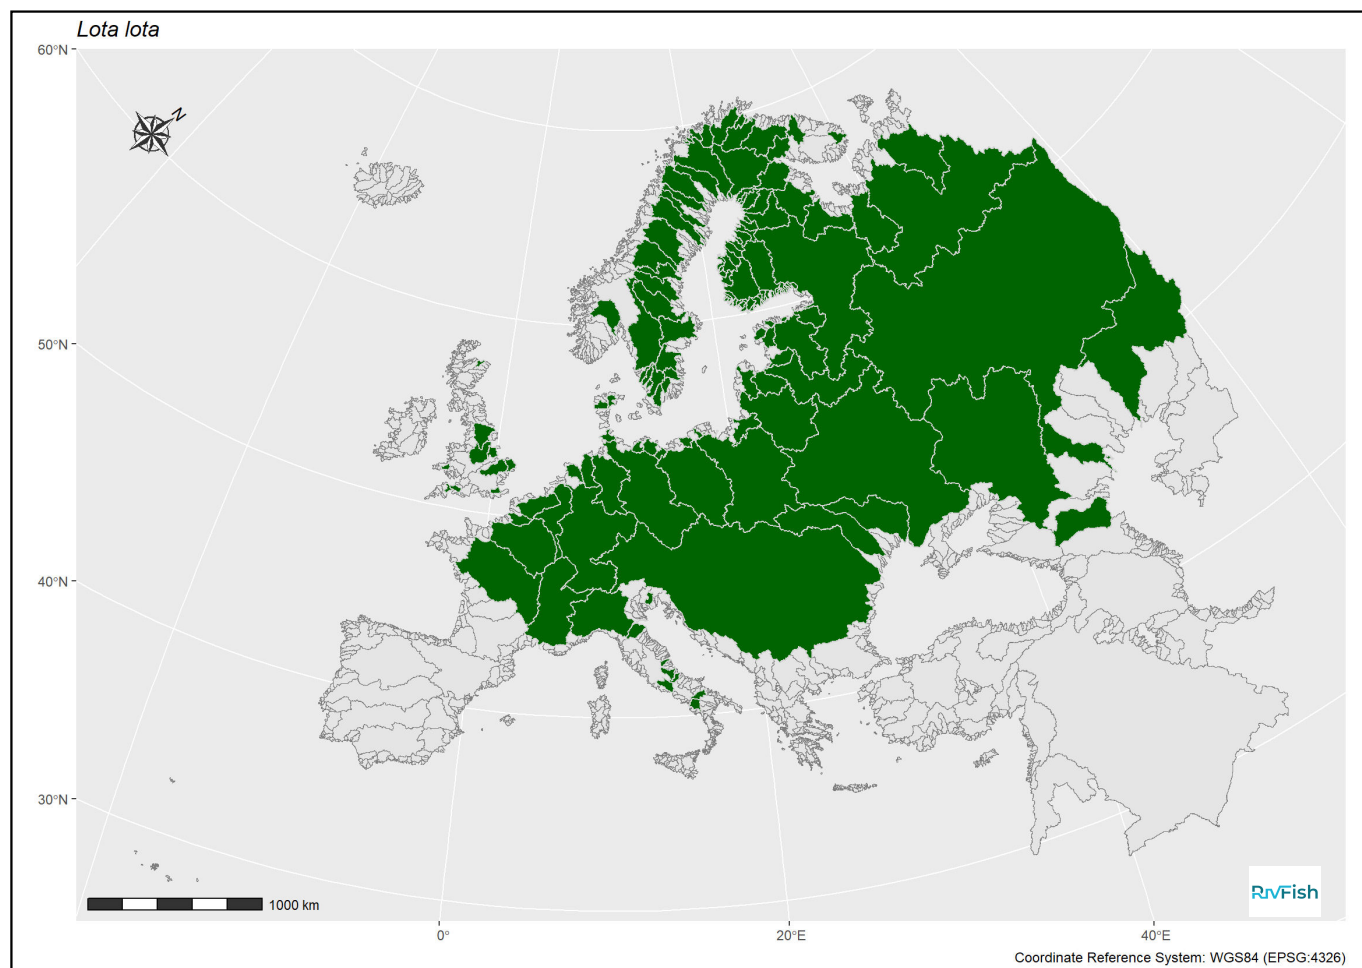 Lota lota
60°N
N
50°N
40°N
30°N
1000 km
RivFish
0°
20°E
40°E
Coordinate Reference System: WGS84 (EPSG:4326)